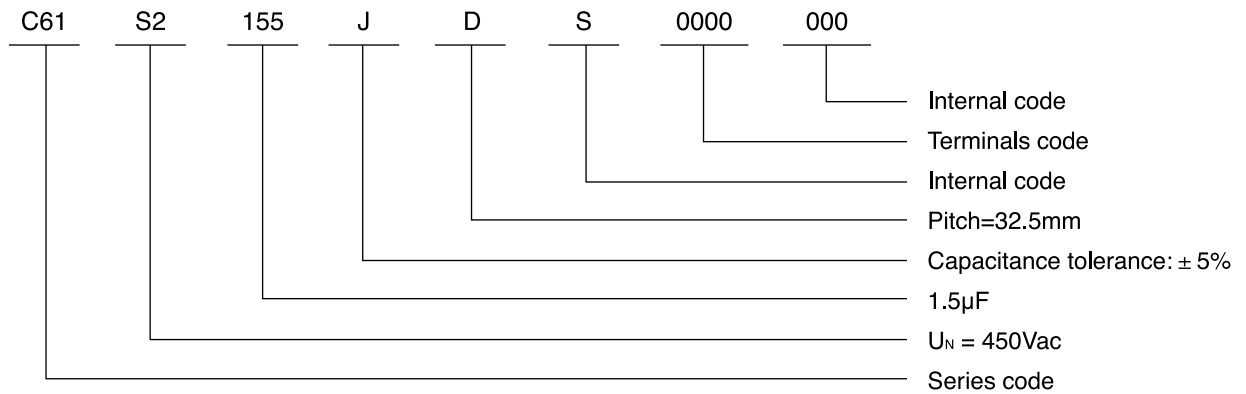 C61 S2 155 J D S 0000 000
Internal code
Terminals code
Internal code
Pitch=32.5mm
Capacitance tolerance: ± 5%
1.5μF
UN = 450Vac
Series code